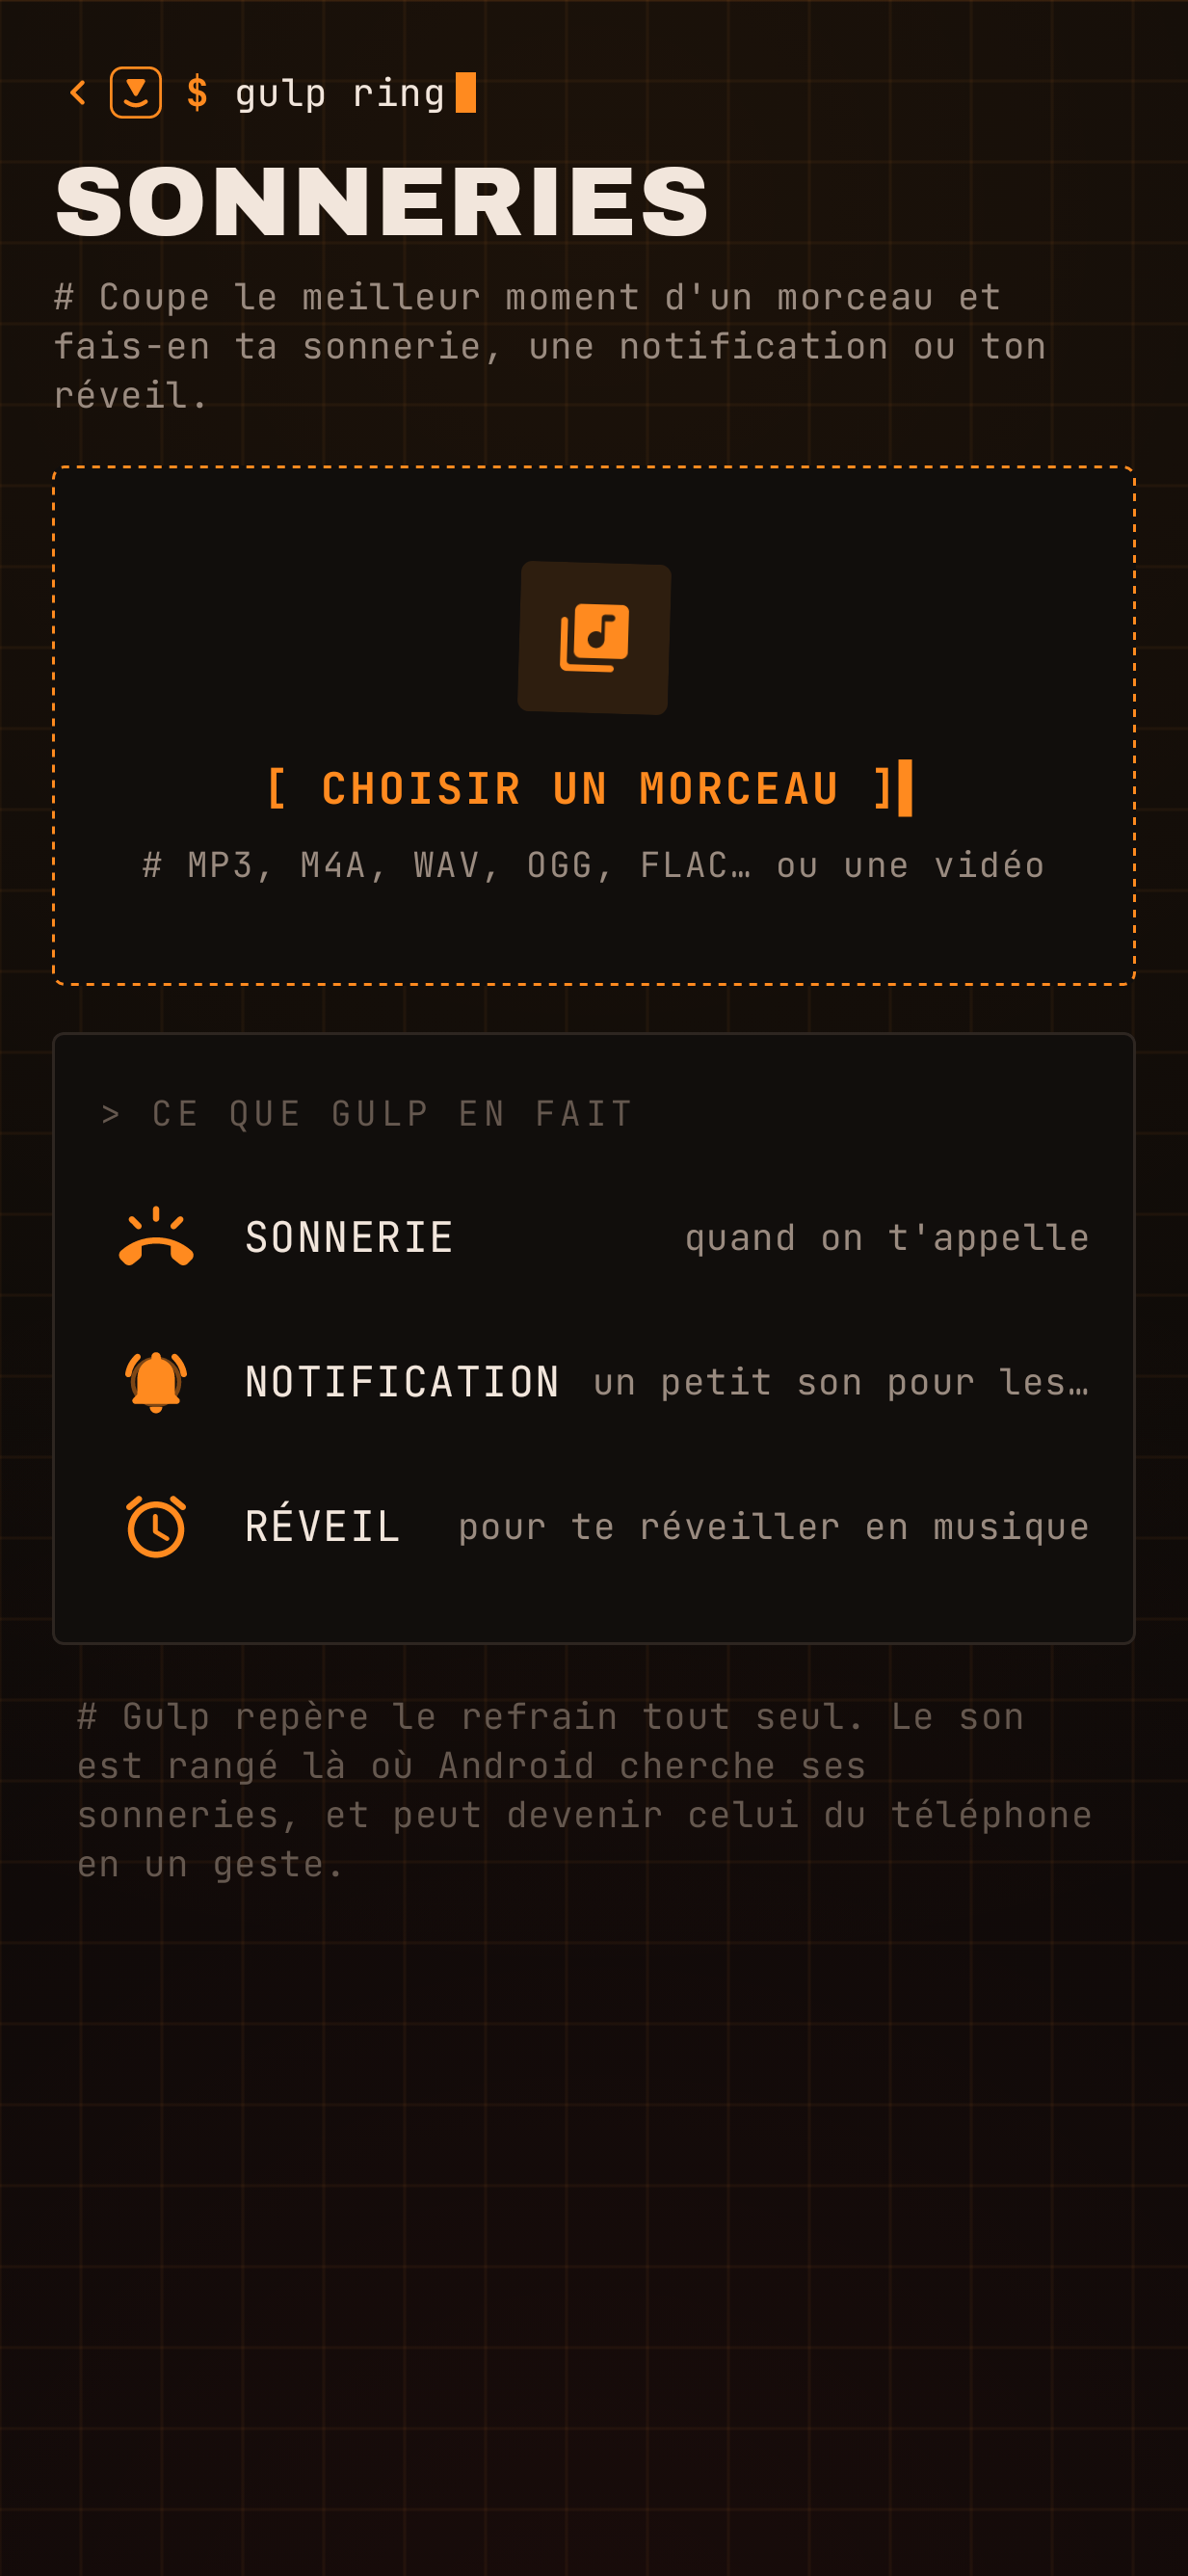 $ gulp ring
SONNERIES
# Coupe le meilleur moment d'un morceau et
fais-en ta sonnerie, une notification ou ton
réveil.
[ CHOISIR UN MORCEAU ]
# MP3, M4A, WAV, OGG, FLAC… ou une vidéo
> CE QUE GULP EN FAIT
SONNERIE quand on t'appelle
NOTIFICATION un petit son pour les…
RÉVEIL pour te réveiller en musique
# Gulp repère le refrain tout seul. Le son
est rangé là où Android cherche ses
sonneries, et peut devenir celui du téléphone
en un geste.